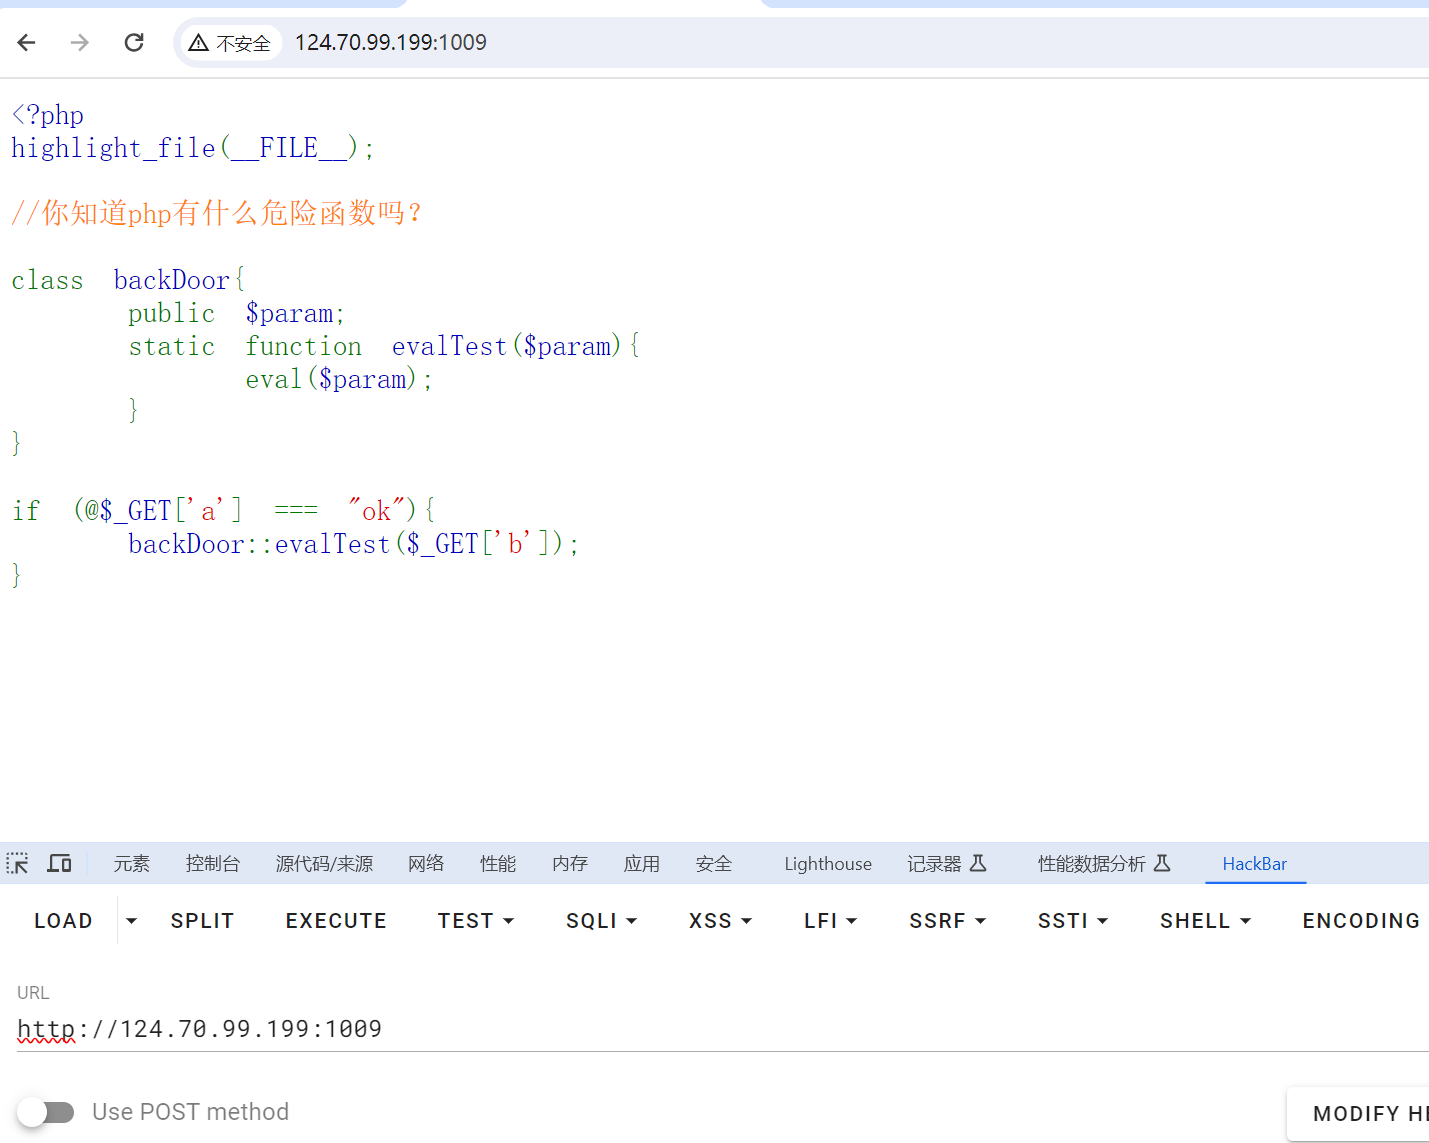 不安全 124.70.99.199:1009
<?php
highlight_file(__FILE__);
//你知道php有什么危险函数吗?
class backDoor{
public $param;
static function evalTest($param){
eval($param);
}
}
if (@$_GET['a'] === "ok"){
backDoor::evalTest($_GET['b']);
}
元素 控制台 源代码/来源 网络 性能 内存 应用 安全 Lighthouse 记录器 性能数据分析 HackBar
LOAD SPLIT EXECUTE TEST SQLI XSS LFI SSRF SSTI SHELL ENCODING
URL
http://124.70.99.199:1009
Use POST method MODIFY HE